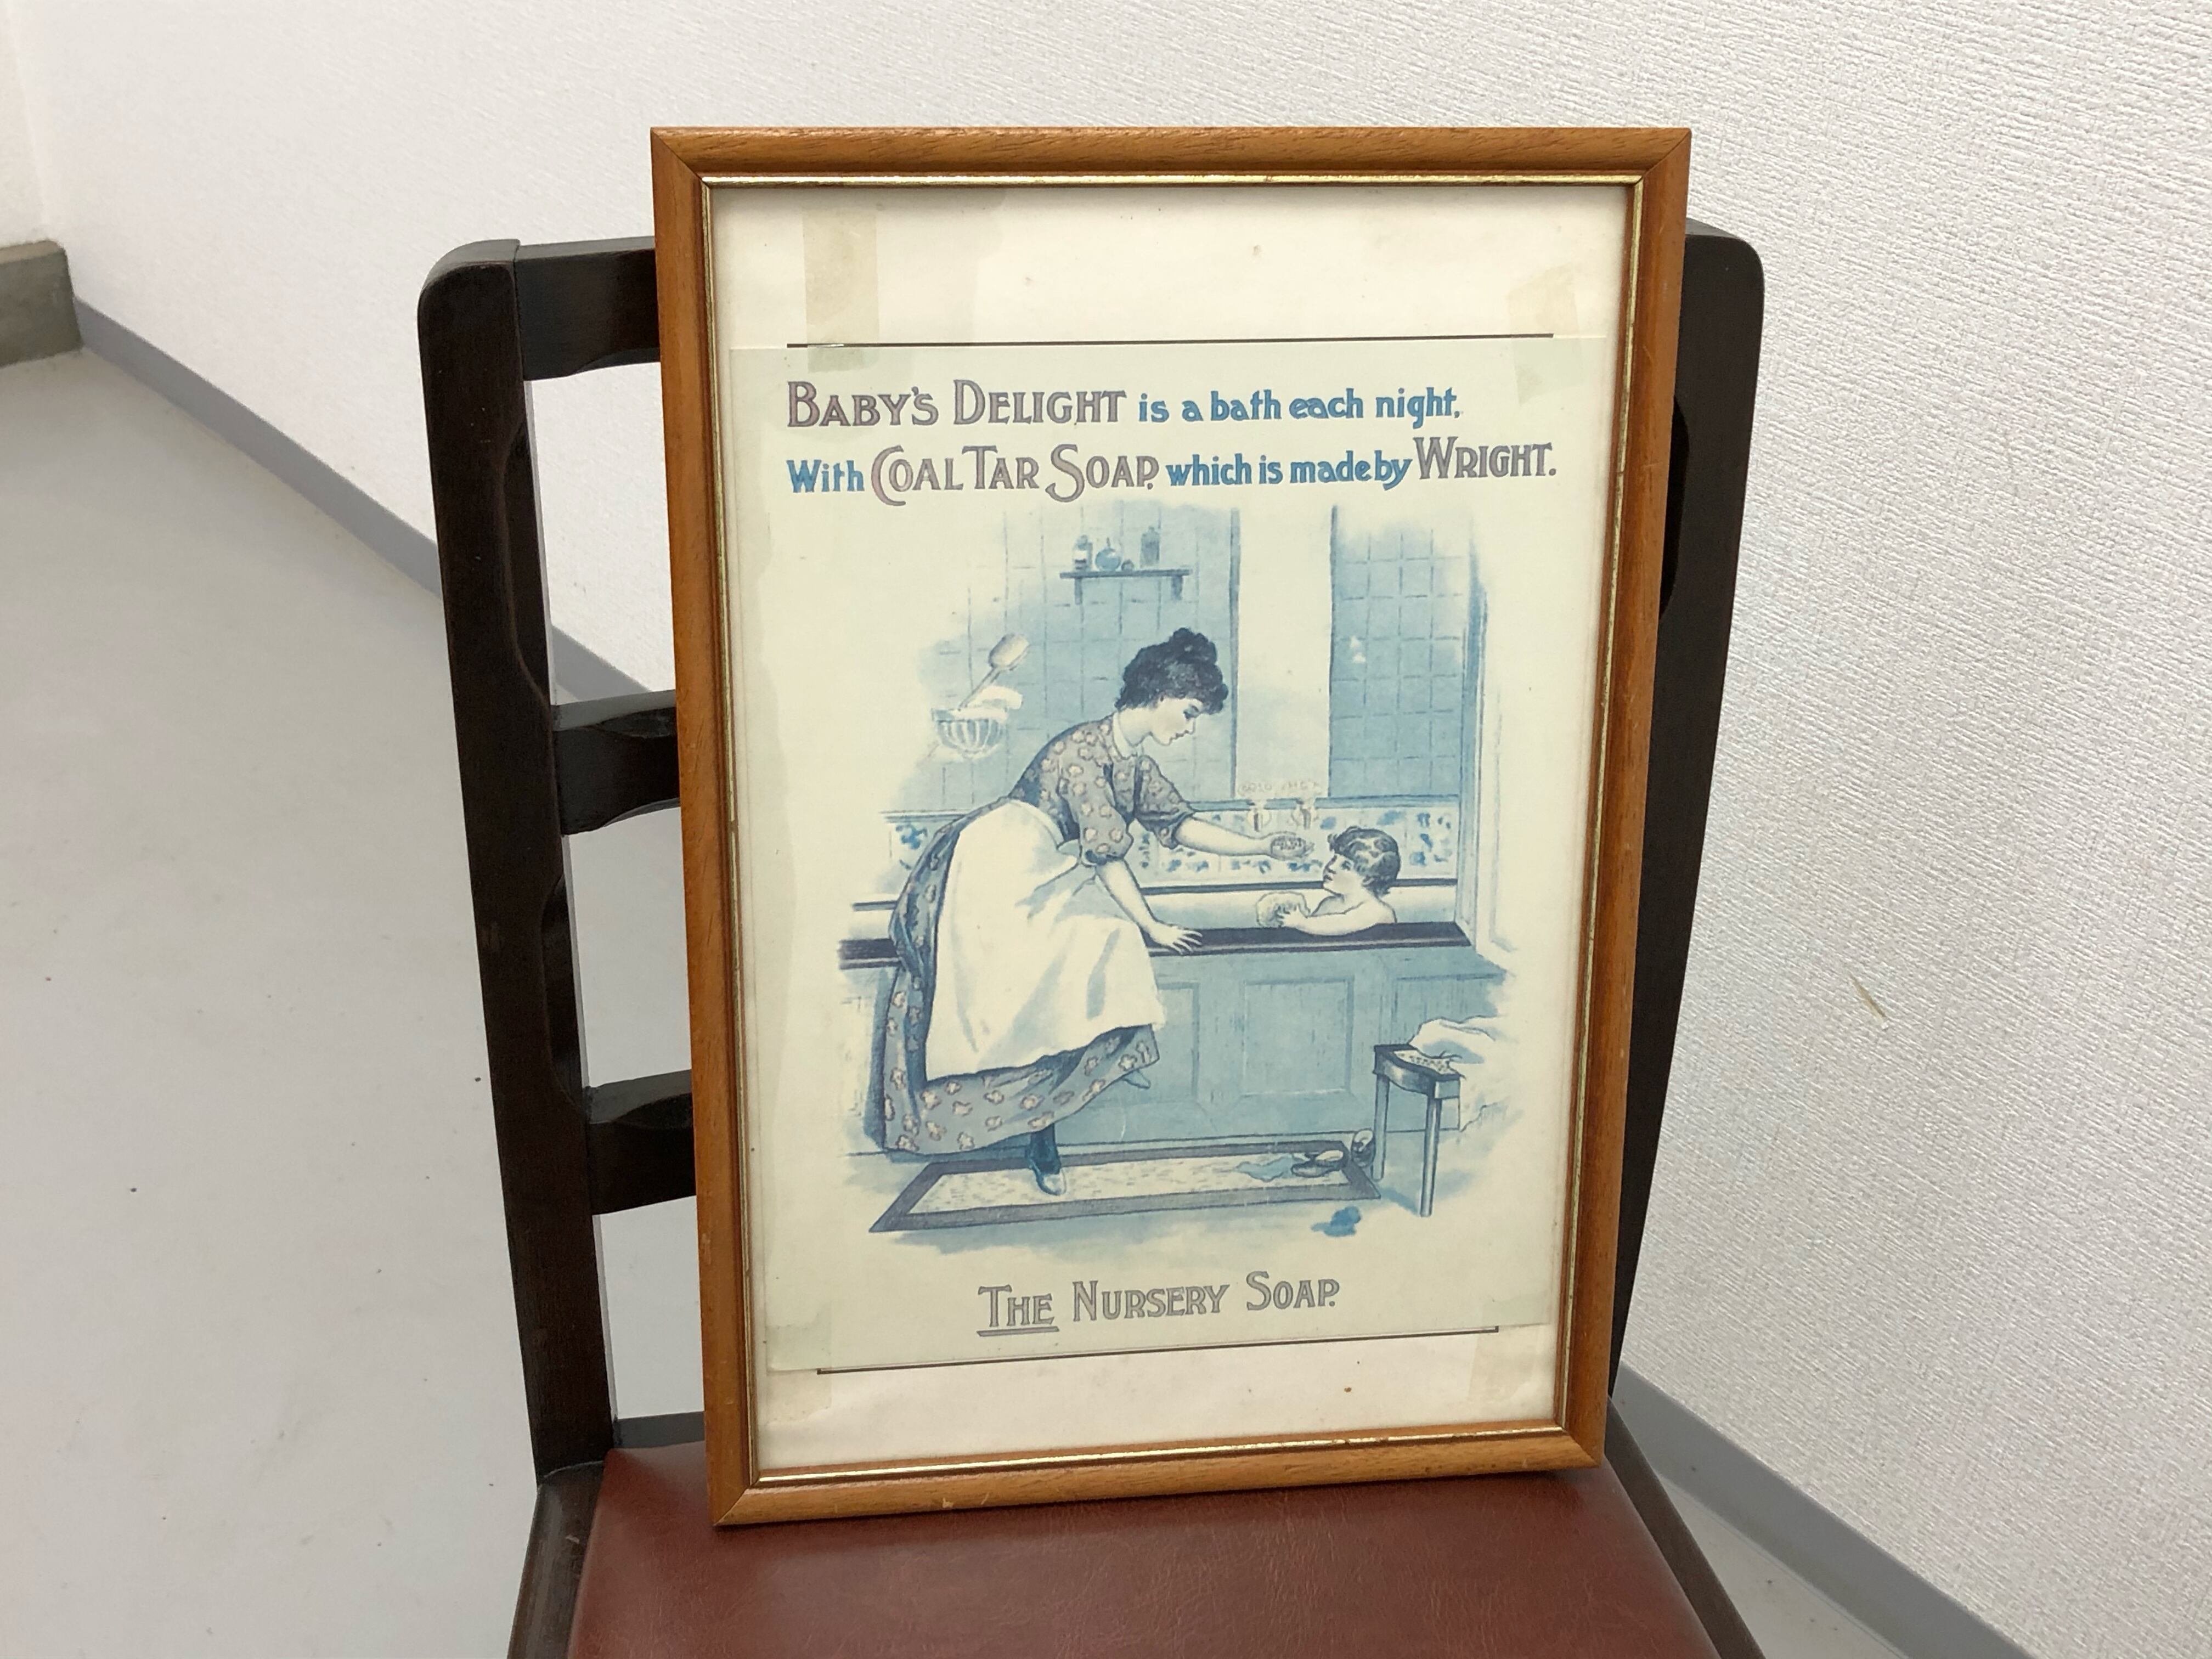 BABY'S DELIGHT is a bath each night,
With COAL TAR SOAP, which is made by WRIGHT.
THE NURSERY SOAP.